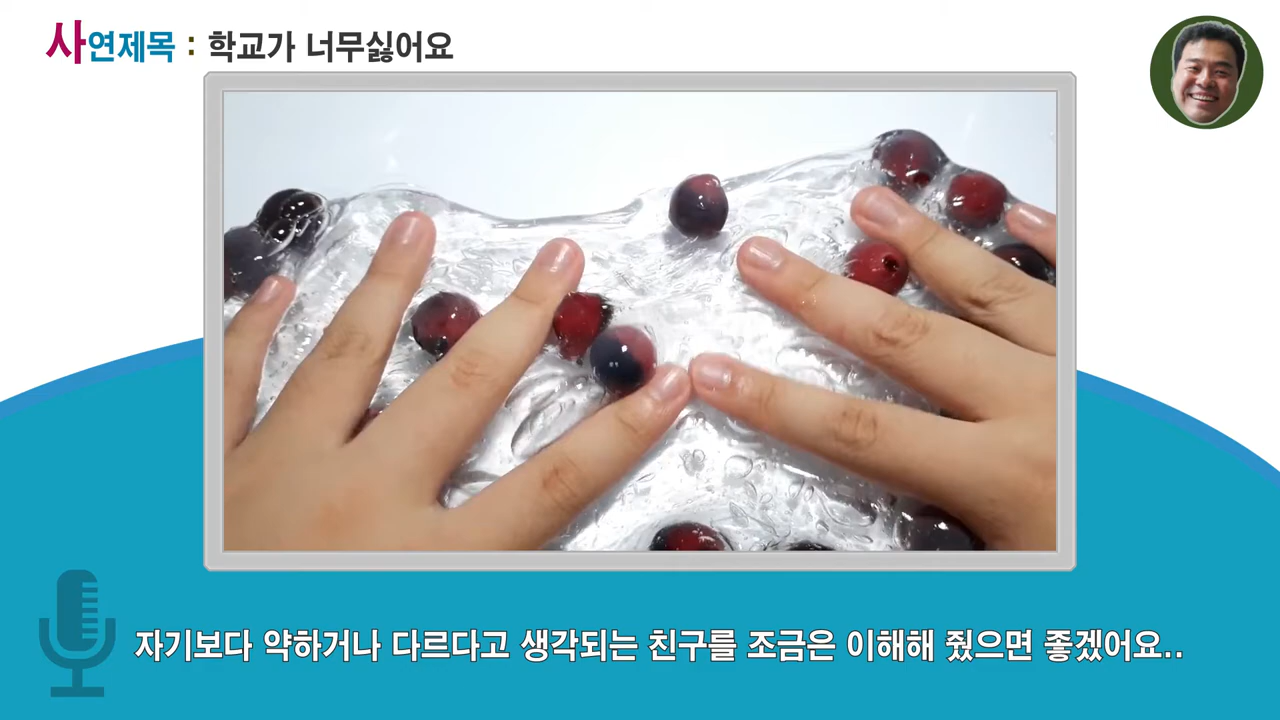 사연제목 : 학교가 너무싫어요
자기보다 약하거나 다르다고 생각되는 친구를 조금은 이해해 줬으면 좋겠어요..